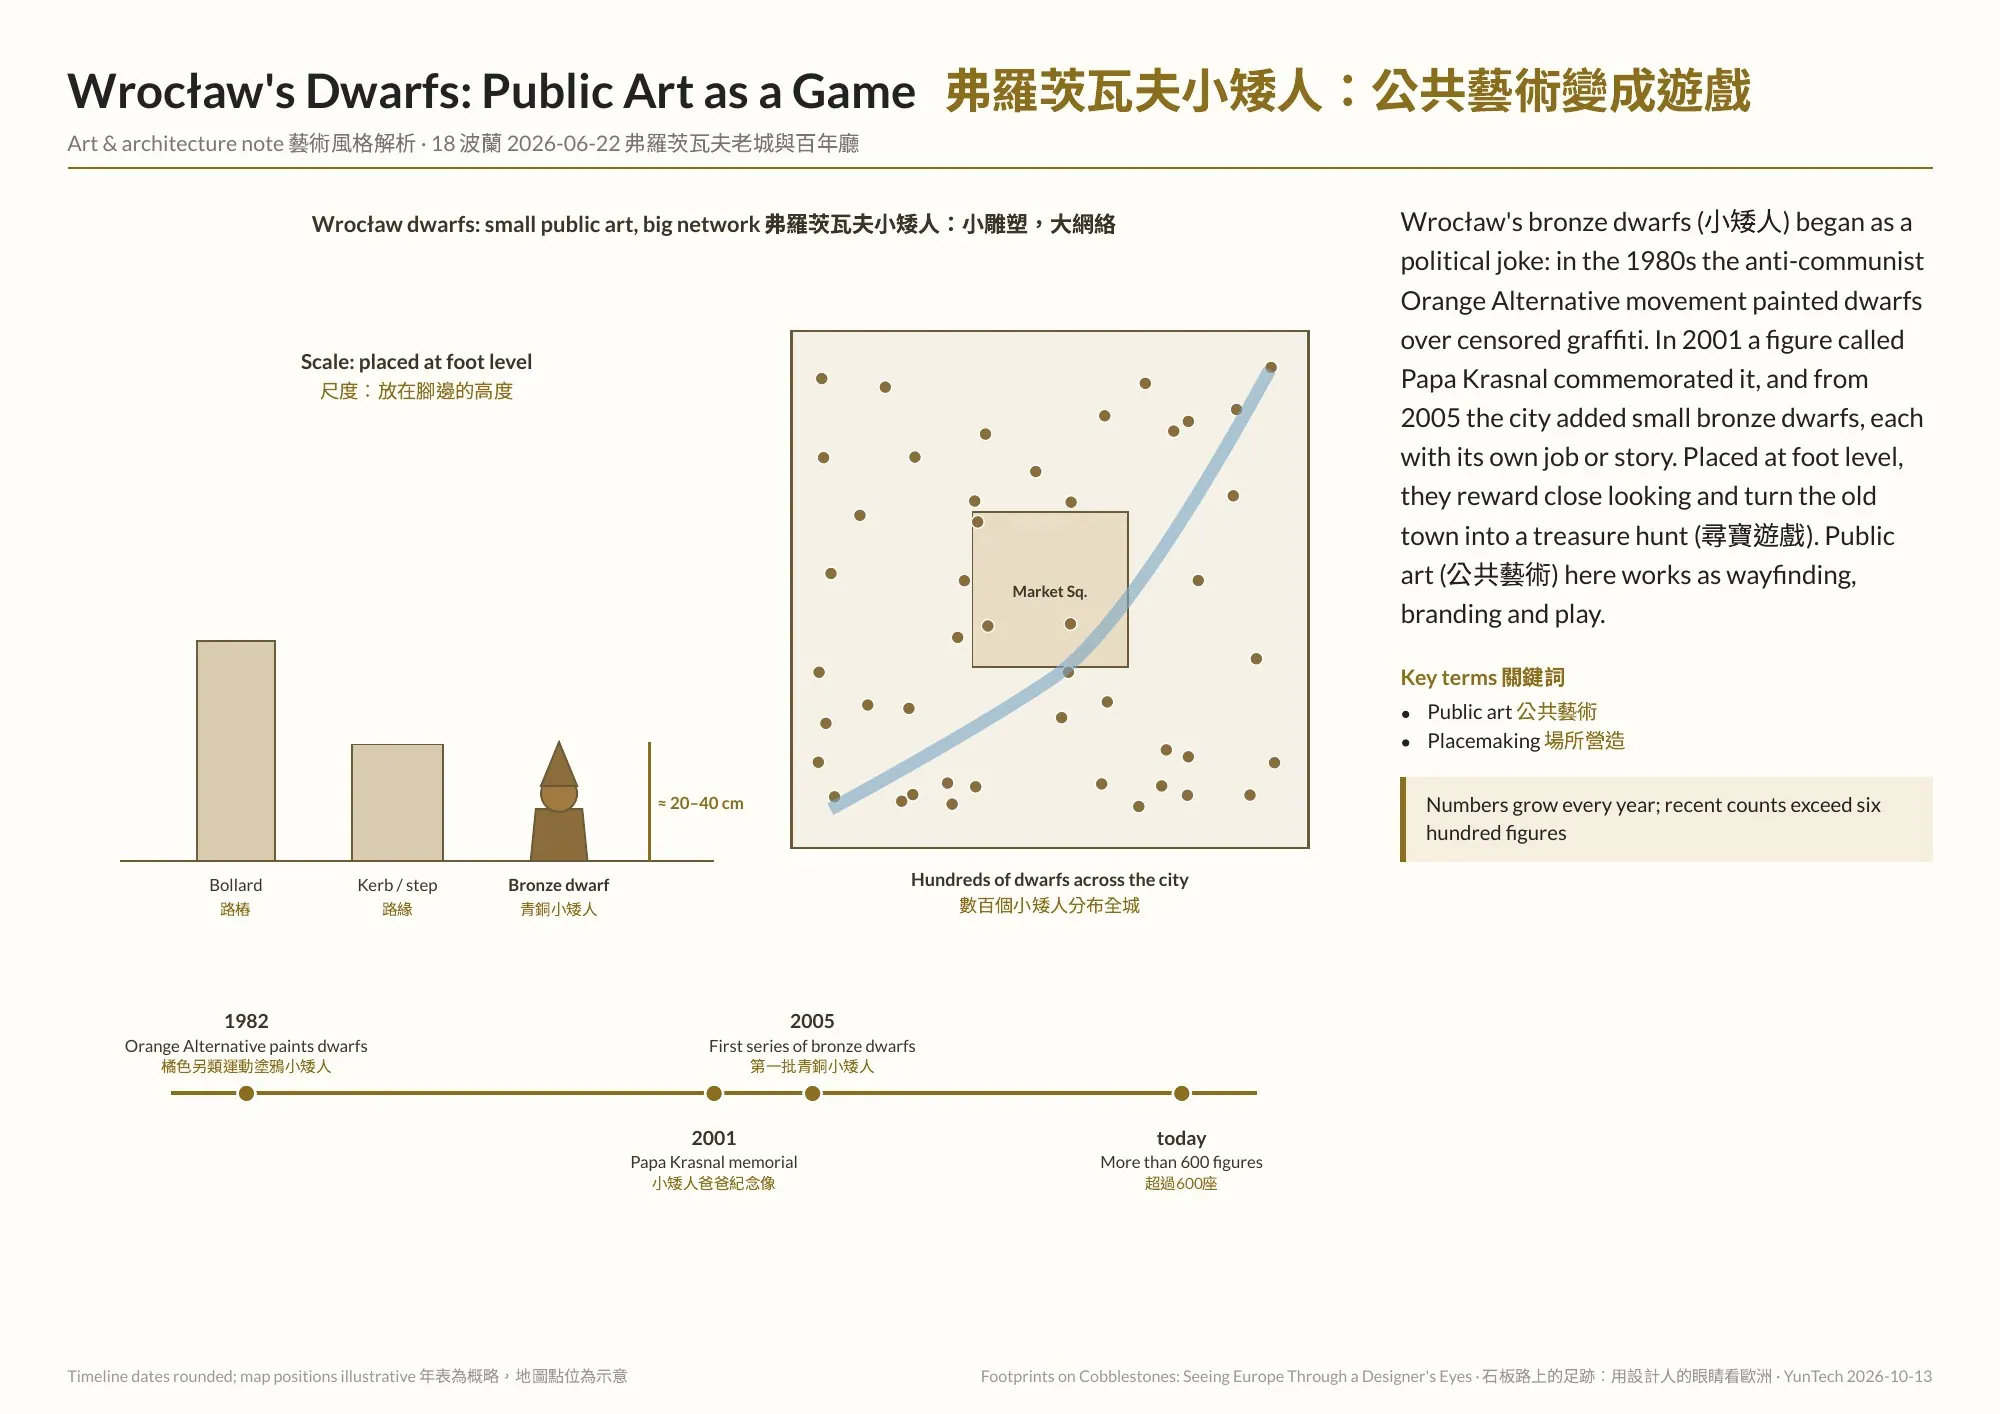 Wrocław's Dwarfs: Public Art as a Game 弗羅茨瓦夫小矮人：公共藝術變成遊戲
Art & architecture note 藝術風格解析 · 18 波蘭 2026-06-22 弗羅茨瓦夫老城與百年廳
Wrocław dwarfs: small public art, big network 弗羅茨瓦夫小矮人：小雕塑，大網絡
Scale: placed at foot level
尺度：放在腳邊的高度
≈ 20–40 cm
Bollard
路樁
Kerb / step
路緣
Bronze dwarf
青銅小矮人
Market Sq.
Hundreds of dwarfs across the city
數百個小矮人分布全城
1982
Orange Alternative paints dwarfs
橘色另類運動塗鴉小矮人
2005
First series of bronze dwarfs
第一批青銅小矮人
2001
Papa Krasnal memorial
小矮人爸爸紀念像
today
More than 600 figures
超過600座
Wrocław's bronze dwarfs (小矮人) began as a
political joke: in the 1980s the anti-communist
Orange Alternative movement painted dwarfs
over censored graffiti. In 2001 a figure called
Papa Krasnal commemorated it, and from
2005 the city added small bronze dwarfs, each
with its own job or story. Placed at foot level,
they reward close looking and turn the old
town into a treasure hunt (尋寶遊戲). Public
art (公共藝術) here works as wayfinding,
branding and play.
Key terms 關鍵詞
• Public art 公共藝術
• Placemaking 場所營造
Numbers grow every year; recent counts exceed six
hundred figures
Timeline dates rounded; map positions illustrative 年表為概略，地圖點位為示意
Footprints on Cobblestones: Seeing Europe Through a Designer's Eyes · 石板路上的足跡：用設計人的眼睛看歐洲 · YunTech 2026-10-13